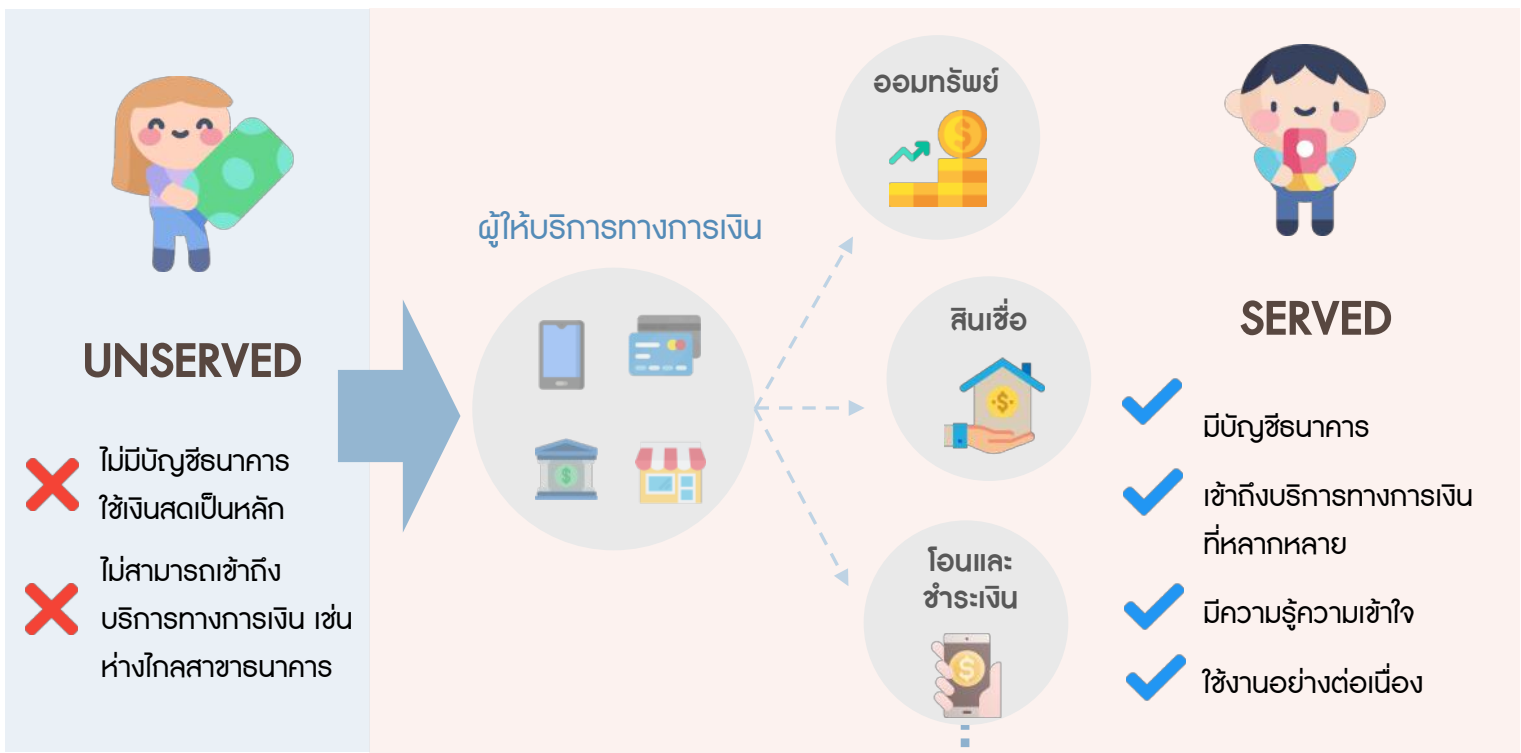 UNSERVED
ไม่มีบัญชีธนาคาร
ใช้เงินสดเป็นหลัก
ไม่สามารถเข้าถึง
บริการทางการเงิน เช่น
ห่างไกลสาขาธนาคาร
ผู้ให้บริการทางการเงิน
ออมทรัพย์
สินเชื่อ
โอนและ
ชำระเงิน
SERVED
มีบัญชีธนาคาร
เข้าถึงบริการทางการเงิน
ที่หลากหลาย
มีความรู้ความเข้าใจ
ใช้งานอย่างต่อเนื่อง